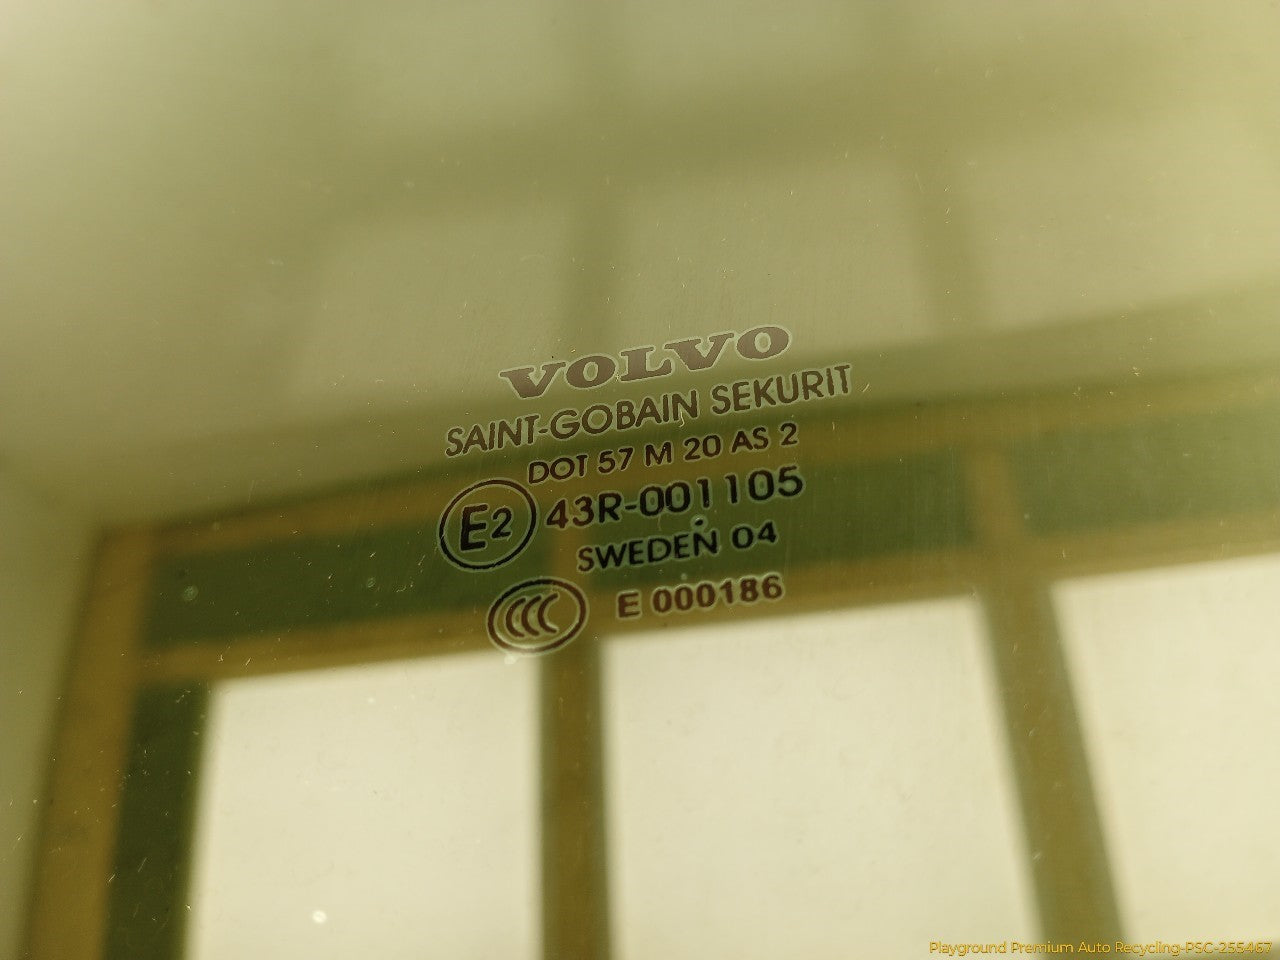 VOLVO
SAINT-GOBAIN SEKURIT
DOT 57 M 20 AS 2
E2 43R-001105
SWEDEN 04
CCC E 000186
Playground Premium Auto Recycling-PSC-255467